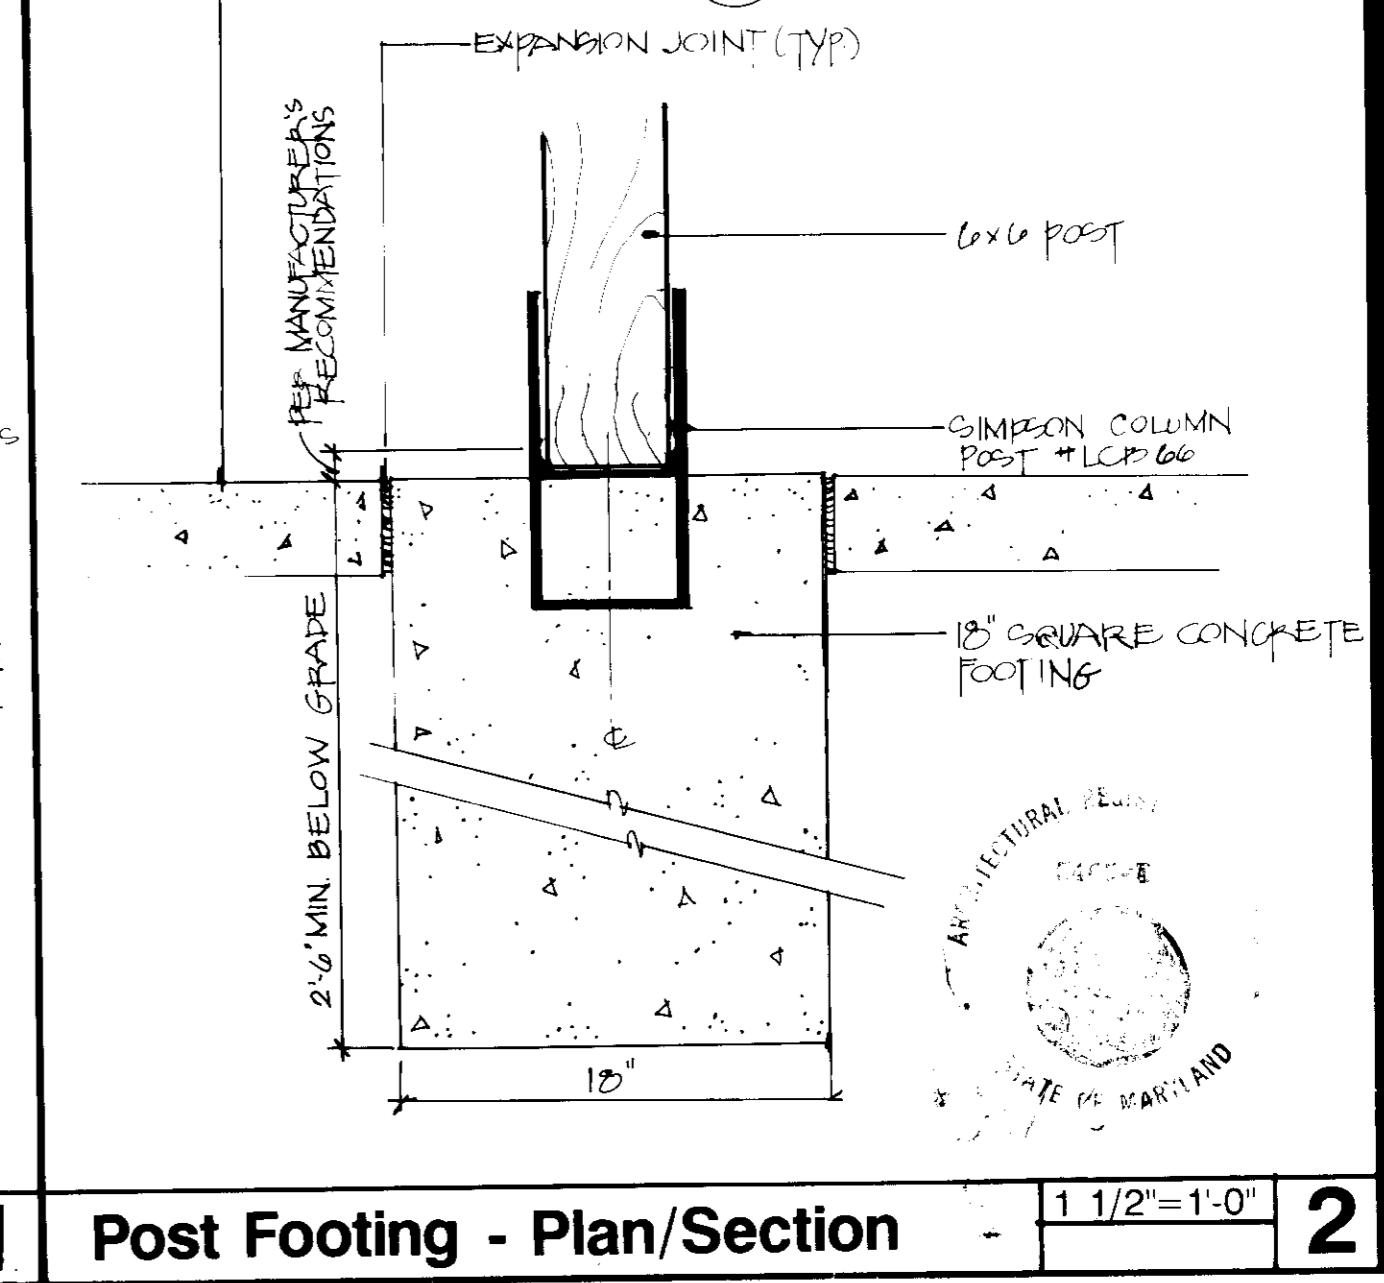 EXPANSION JOINT (TYP.)
PER MANUFACTURER'S
RECOMMENDATIONS
6x6 POST
SIMPSON COLUMN
POST #LCB66
18" SQUARE CONCRETE
FOOTING
2'-6" MIN. BELOW GRADE
℄
18"
ARCHITECTURAL
STATE OF MARYLAND
Post Footing - Plan/Section
1 1/2"=1'-0"
2